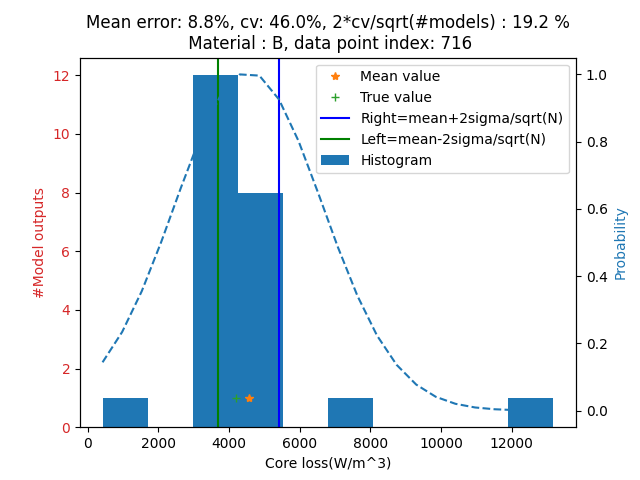 Mean error: 8.8%, cv: 46.0%, 2*cv/sqrt(#models) : 19.2 %
Material : B, data point index: 716
Mean value
True value
Right=mean+2sigma/sqrt(N)
Left=mean-2sigma/sqrt(N)
Histogram
#Model outputs
12
10
8
6
4
2
0
1.0
0.8
0.6
0.4
0.2
0.0
Probability
0 2000 4000 6000 8000 10000 12000
Core loss(W/m^3)